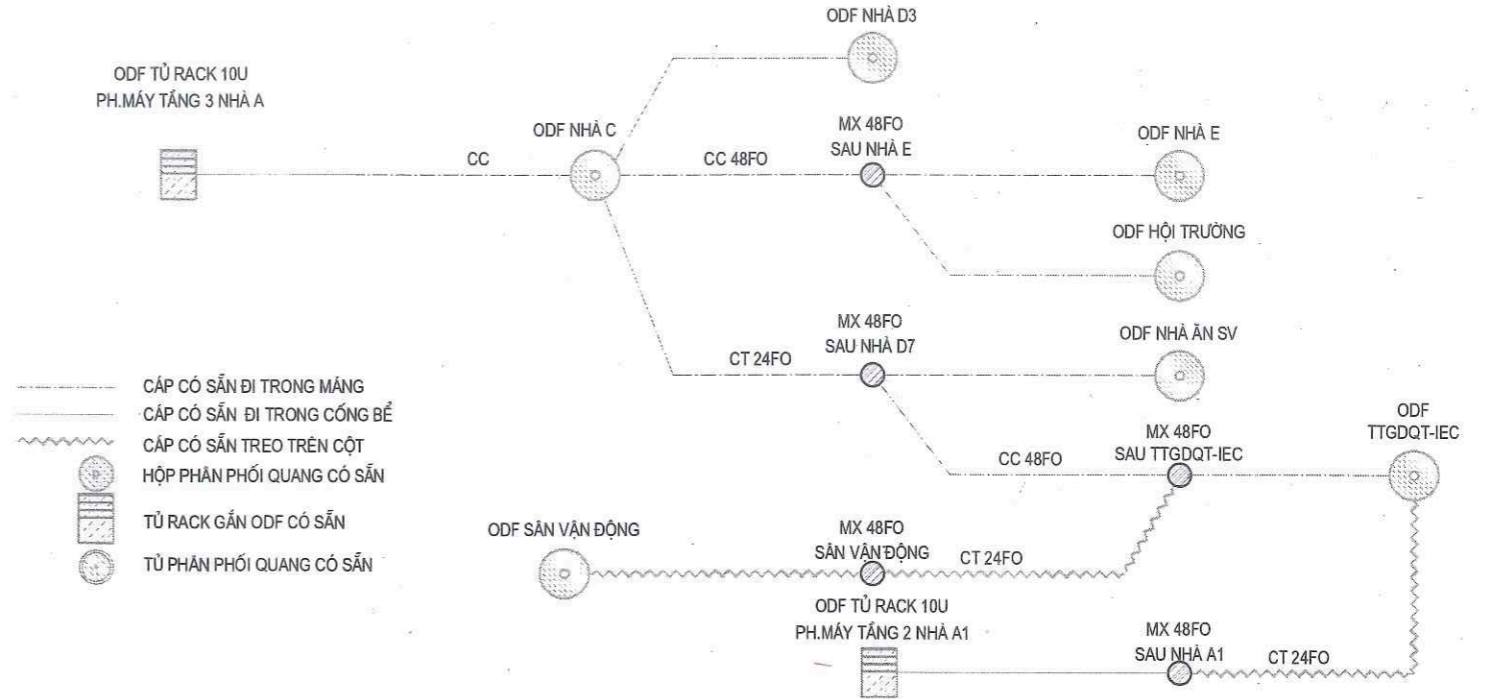 ODF NHÀ D3
ODF TỦ RACK 10U
PH.MÁY TẦNG 3 NHÀ A
ODF NHÀ C
CC
CC 48FO
MX 48FO
SAU NHÀ E
ODF NHÀ E
ODF HỘI TRƯỜNG
MX 48FO
SAU NHÀ D7
CT 24FO
ODF NHÀ ĂN SV
CÁP CÓ SẴN ĐI TRONG MÁNG
CÁP CÓ SẴN ĐI TRONG CỐNG BỂ
CÁP CÓ SẴN TREO TRÊN CỘT
HỘP PHÂN PHỐI QUANG CÓ SẴN
TỦ RACK GẮN ODF CÓ SẴN
TỦ PHÂN PHỐI QUANG CÓ SẴN
ODF
TTGDQT-IEC
MX 48FO
SAU TTGDQT-IEC
CC 48FO
ODF SÂN VẬN ĐỘNG
MX 48FO
SÂN VẬN ĐỘNG
CT 24FO
ODF TỦ RACK 10U
PH.MÁY TẦNG 2 NHÀ A1
MX 48FO
SAU NHÀ A1
CT 24FO